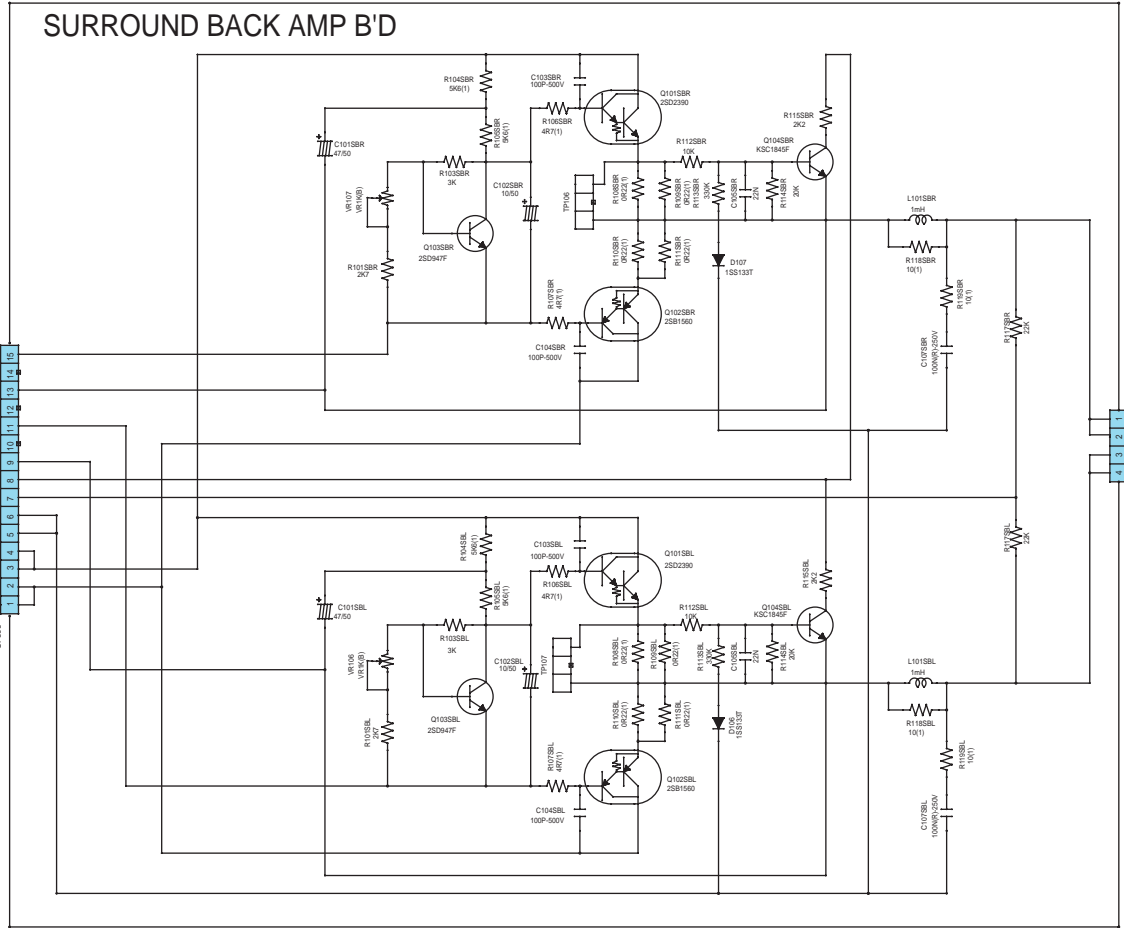 SURROUND BACK AMP B'D
R104SBR
5K6(1)
C103SBR
100P-500V
Q101SBR
2SD2390
R115SBR
2K2
R106SBR
4R7(1)
R105SBR
5K6(1)
C101SBR
47/50
R112SBR
10K
Q104SBR
KSC1845F
R103SBR
3K
C102SBR
10/50
VR107
VR1K(B)
TP106
R108SBR
0R22(1)
R109SBR
0R22(1)
R113SBR
330K
C105SBR
22N
R114SBR
20K
L101SBR
1mH
R118SBR
10(1)
Q103SBR
2SD947F
R101SBR
2K7
R110SBR
0R22(1)
R111SBR
0R22(1)
D107
1SS133T
R119SBR
10(1)
R107SBR
4R7(1)
Q102SBR
2SB1560
R117SBR
22K
C104SBR
100P-500V
C107SBR
100N(R)-250V
15
14
13
12
11
10
9
8
7
6
5
4
3
2
1
1
2
3
4
R104SBL
5K6(1)
C103SBL
100P-500V
Q101SBL
2SD2390
R117SBL
22K
R115SBL
2K2
R106SBL
4R7(1)
R105SBL
5K6(1)
C101SBL
47/50
R112SBL
10K
Q104SBL
KSC1845F
R103SBL
3K
C102SBL
10/50
VR106
VR1K(B)
TP107
R108SBL
0R22(1)
R109SBL
0R22(1)
R113SBL
330K
C105SBL
22N
R114SBL
20K
L101SBL
1mH
R118SBL
10(1)
Q103SBL
2SD947F
R101SBL
2K7
R110SBL
0R22(1)
R111SBL
0R22(1)
D106
1SS133T
R119SBL
10(1)
R107SBL
4R7(1)
Q102SBL
2SB1560
C104SBL
100P-500V
C107SBL
100N(R)-250V